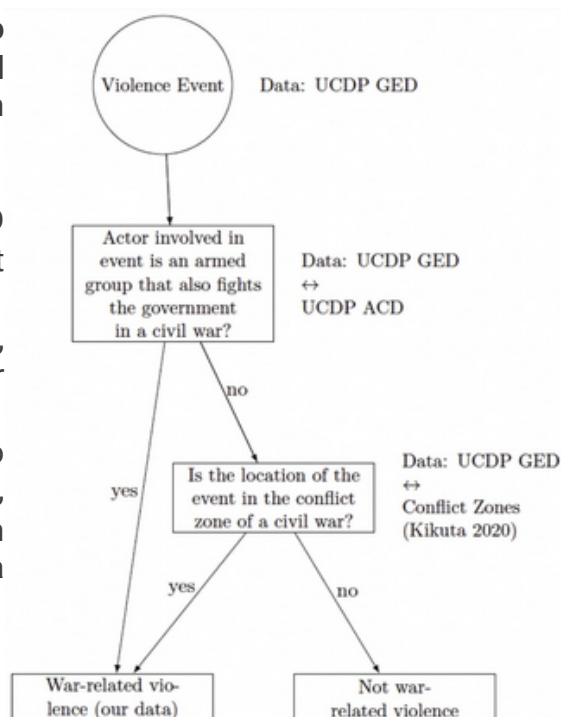 Violence Event
Data: UCDP GED
Actor involved in
event is an armed
group that also fights
the government
in a civil war?
Data: UCDP GED
↔
UCDP ACD
no
Is the location of the
event in the conflict
zone of a civil war?
Data: UCDP GED
↔
Conflict Zones
(Kikuta 2020)
yes
yes
no
War-related vio-
lence (our data)
Not war-
related violence